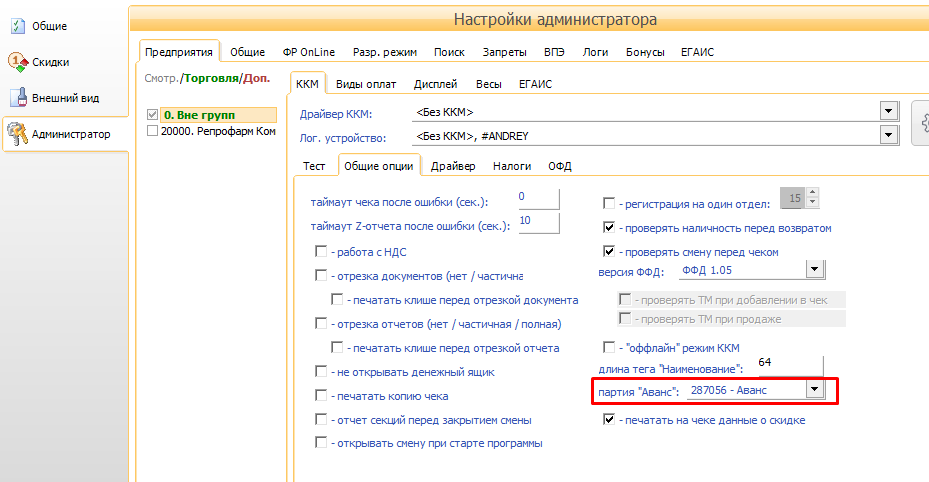 Настройки администратора
Общие
Скидки
Внешний вид
Администратор
Предприятия Общие ФР OnLine Разр. режим Поиск Запреты ВПЭ Логи Бонусы ЕГАИС
Смотр./Торговля/Доп.
0. Вне групп
20000. Репрофарм Ком
ККМ Виды оплат Дисплей Весы ЕГАИС
Драйвер ККМ: <Без ККМ>
Лог. устройство: <Без ККМ>, #ANDREY
Тест Общие опции Драйвер Налоги ОФД
таймаут чека после ошибки (сек.): 0
таймаут Z-отчета после ошибки (сек.): 10
- работа с НДС
- отрезка документов (нет / частична
- печатать клише перед отрезкой документа
- отрезка отчетов (нет / частичная / полная)
- печатать клише перед отрезкой отчета
- не открывать денежный ящик
- печатать копию чека
- отчет секций перед закрытием смены
- открывать смену при старте программы
- регистрация на один отдел: 15
- проверять наличность перед возвратом
- проверять смену перед чеком
версия ФФД: ФФД 1.05
- проверять ТМ при добавлении в чек
- проверять ТМ при продаже
- "оффлайн" режим ККМ
длина тега "Наименование": 64
партия "Аванс": 287056 - Аванс
- печатать на чеке данные о скидке